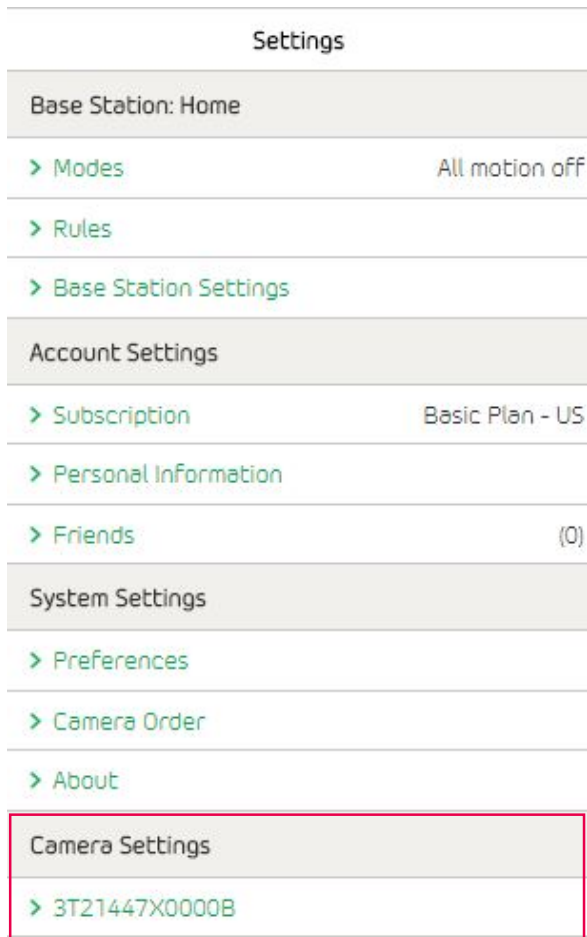 Settings
Base Station: Home
> Modes All motion off
> Rules
> Base Station Settings
Account Settings
> Subscription Basic Plan - US
> Personal Information
> Friends (0)
System Settings
> Preferences
> Camera Order
> About
Camera Settings
> 3T21447X0000B